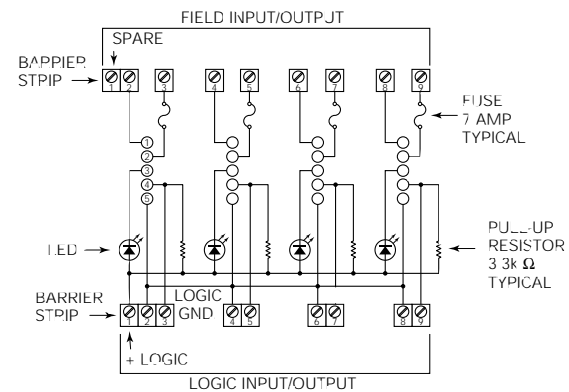 FIELD INPUT/OUTPUT
SPARE
BARRIER
STRIP
1 2 3 4 5 6 7 8 9
FUSE
7 AMP
TYPICAL
1
2
3
4
5
LED
PULL-UP
RESISTOR
3.3k Ω
TYPICAL
BARRIER
STRIP
LOGIC
GND
1 2 3 4 5 6 7 8 9
+ LOGIC
LOGIC INPUT/OUTPUT